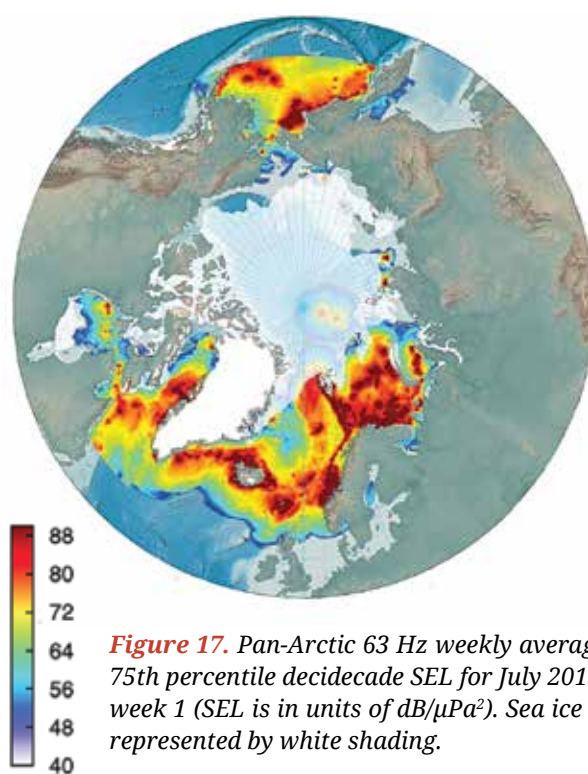 88
80
72
64
56
48
40
Figure 17. Pan-Arctic 63 Hz weekly average
75th percentile decidecade SEL for July 201
week 1 (SEL is in units of dB/μPa²). Sea ice
represented by white shading.